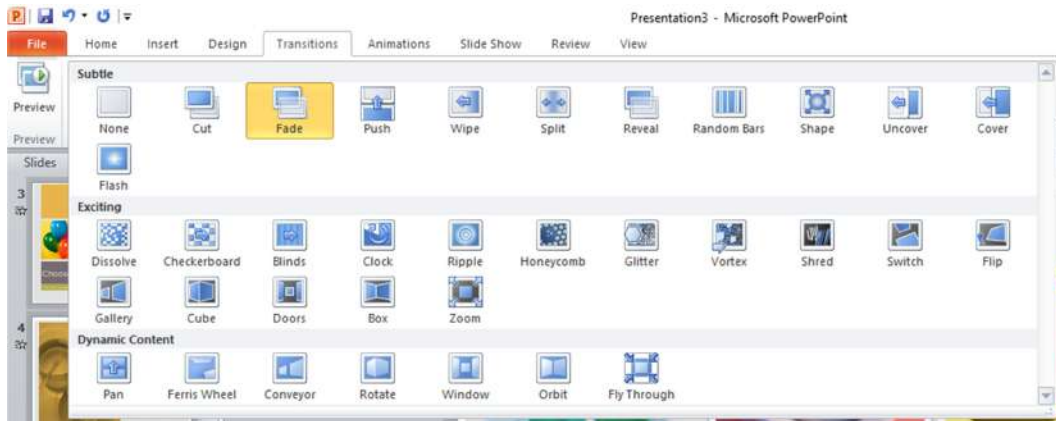 Presentation3 - Microsoft PowerPoint
File Home Insert Design Transitions Animations Slide Show Review View
Subtle
Preview
None Cut Fade Push Wipe Split Reveal Random Bars Shape Uncover Cover
Preview
Slides
Flash
3
Exciting
Dissolve Checkerboard Blinds Clock Ripple Honeycomb Glitter Vortex Shred Switch Flip
Choose
Gallery Cube Doors Box Zoom
4
Dynamic Content
Pan Ferris Wheel Conveyor Rotate Window Orbit Fly Through